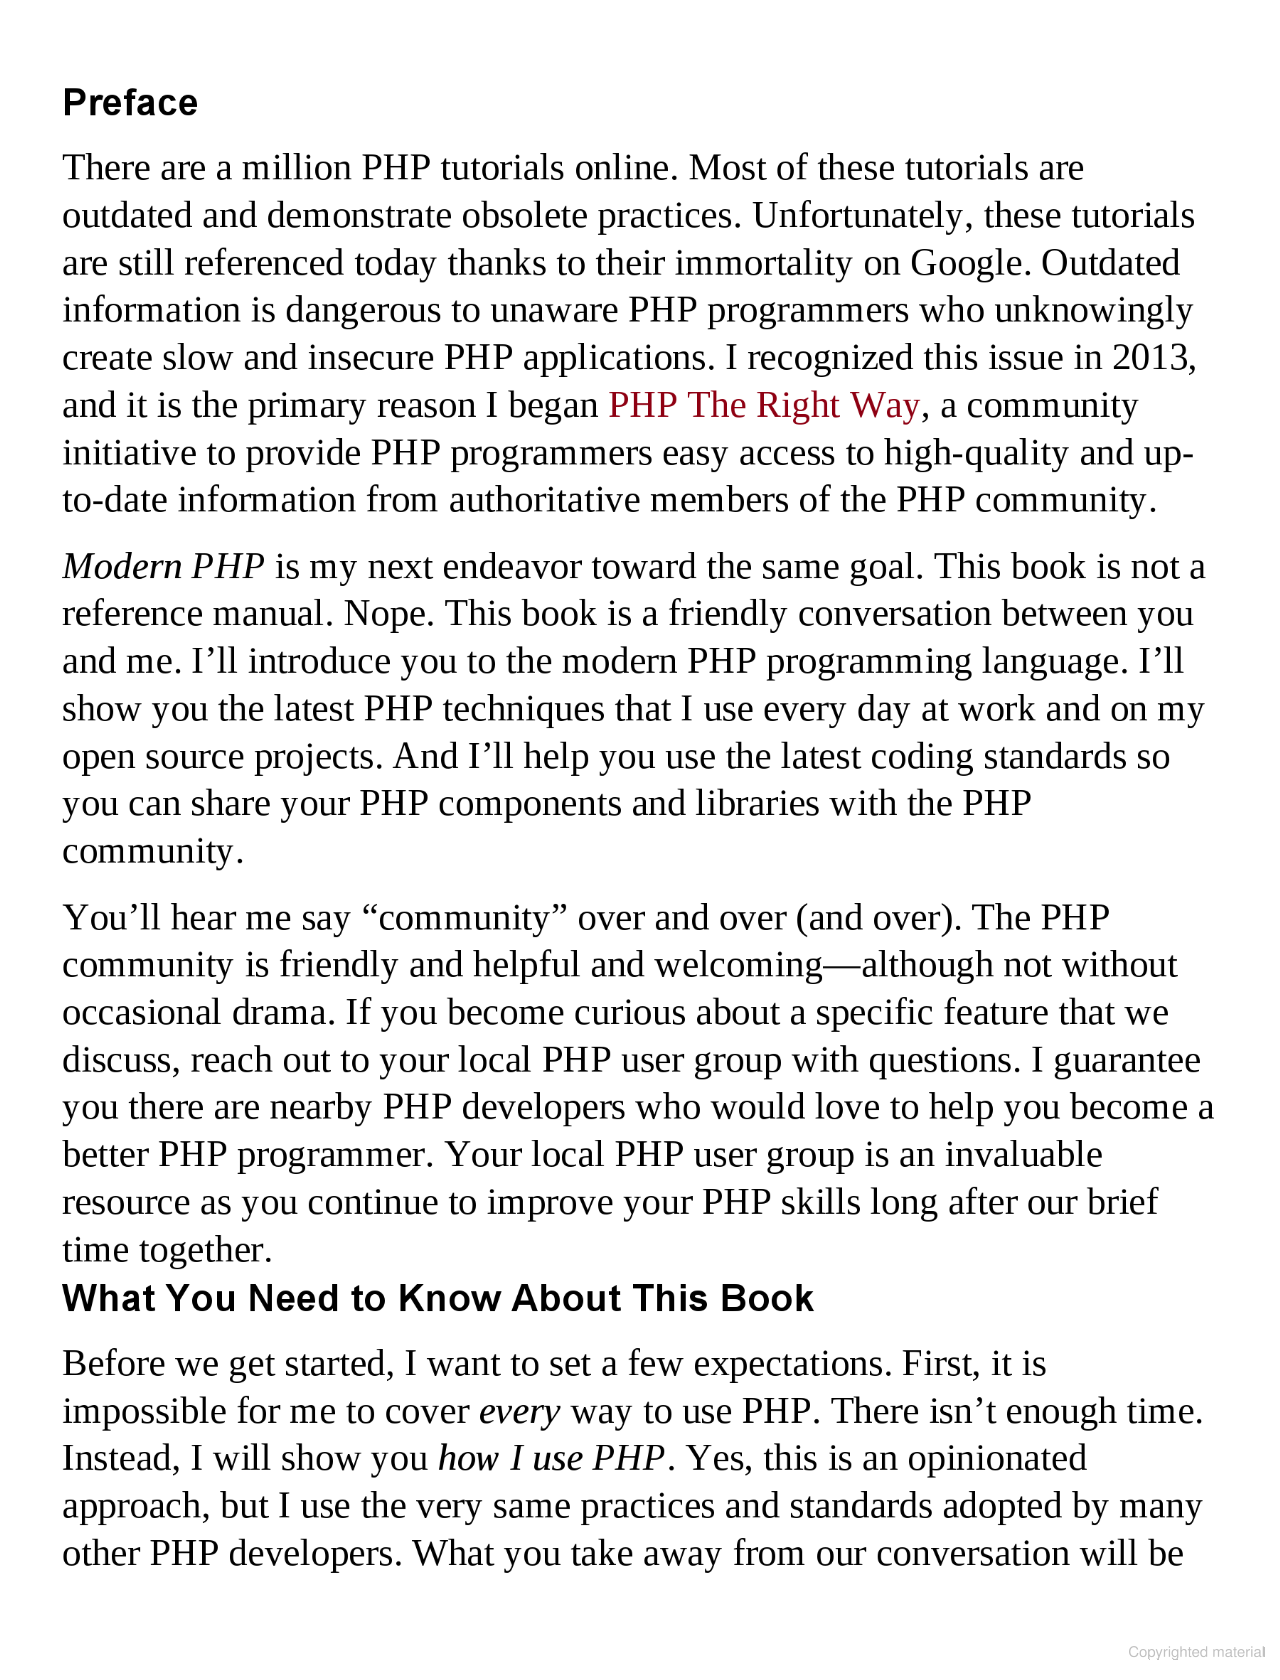 Preface
There are a million PHP tutorials online. Most of these tutorials are
outdated and demonstrate obsolete practices. Unfortunately, these tutorials
are still referenced today thanks to their immortality on Google. Outdated
information is dangerous to unaware PHP programmers who unknowingly
create slow and insecure PHP applications. I recognized this issue in 2013,
and it is the primary reason I began PHP The Right Way, a community
initiative to provide PHP programmers easy access to high-quality and up-
to-date information from authoritative members of the PHP community.
Modern PHP is my next endeavor toward the same goal. This book is not a
reference manual. Nope. This book is a friendly conversation between you
and me. I’ll introduce you to the modern PHP programming language. I’ll
show you the latest PHP techniques that I use every day at work and on my
open source projects. And I’ll help you use the latest coding standards so
you can share your PHP components and libraries with the PHP
community.
You’ll hear me say “community” over and over (and over). The PHP
community is friendly and helpful and welcoming—although not without
occasional drama. If you become curious about a specific feature that we
discuss, reach out to your local PHP user group with questions. I guarantee
you there are nearby PHP developers who would love to help you become a
better PHP programmer. Your local PHP user group is an invaluable
resource as you continue to improve your PHP skills long after our brief
time together.
What You Need to Know About This Book
Before we get started, I want to set a few expectations. First, it is
impossible for me to cover every way to use PHP. There isn’t enough time.
Instead, I will show you how I use PHP. Yes, this is an opinionated
approach, but I use the very same practices and standards adopted by many
other PHP developers. What you take away from our conversation will be
Copyrighted material